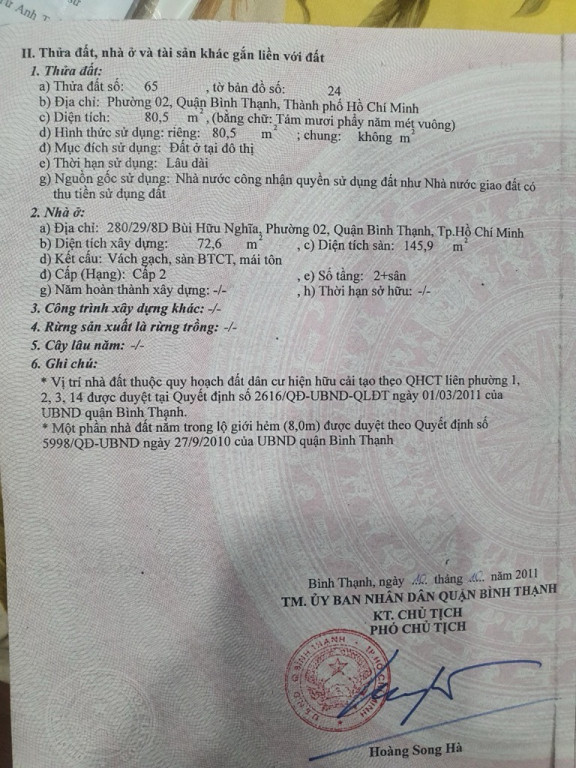 II. Thửa đất, nhà ở và tài sản khác gắn liền với đất
1. Thửa đất:
a) Thửa đất số: 65 , tờ bản đồ số: 24
b) Địa chỉ: Phường 02, Quận Bình Thạnh, Thành phố Hồ Chí Minh
c) Diện tích: 80,5 m², (bằng chữ: Tám mươi phẩy năm mét vuông)
d) Hình thức sử dụng: riêng: 80,5 m² ; chung: không m²
đ) Mục đích sử dụng: Đất ở tại đô thị
e) Thời hạn sử dụng: Lâu dài
g) Nguồn gốc sử dụng: Nhà nước công nhận quyền sử dụng đất như Nhà nước giao đất có
thu tiền sử dụng đất
2. Nhà ở:
a) Địa chỉ: 280/29/8D Bùi Hữu Nghĩa, Phường 02, Quận Bình Thạnh, Tp.Hồ Chí Minh
b) Diện tích xây dựng: 72,6 m² , c) Diện tích sàn: 145,9 m²
d) Kết cấu: Vách gạch, sàn BTCT, mái tôn
đ) Cấp (Hạng): Cấp 2 , e) Số tầng: 2+sân
g) Năm hoàn thành xây dựng: -/- , h) Thời hạn sở hữu: -/-
3. Công trình xây dựng khác: -/-
4. Rừng sản xuất là rừng trồng: -/-
5. Cây lâu năm: -/-
6. Ghi chú:
* Vị trí nhà đất thuộc quy hoạch đất dân cư hiện hữu cải tạo theo QHCT liên phường 1,
2, 3, 14 được duyệt tại Quyết định số 2616/QĐ-UBND-QLĐT ngày 01/03/2011 của
UBND quận Bình Thạnh.
* Một phần nhà đất nằm trong lộ giới hẻm (8,0m) được duyệt theo Quyết định số
5998/QĐ-UBND ngày 27/9/2010 của UBND quận Bình Thạnh
Bình Thạnh, ngày tháng năm 2011
TM. ỦY BAN NHÂN DÂN QUẬN BÌNH THẠNH
KT. CHỦ TỊCH
PHÓ CHỦ TỊCH
U.B.N.D Q.BÌNH THẠNH TP.HỒ CHÍ MINH
Hoàng Song Hà